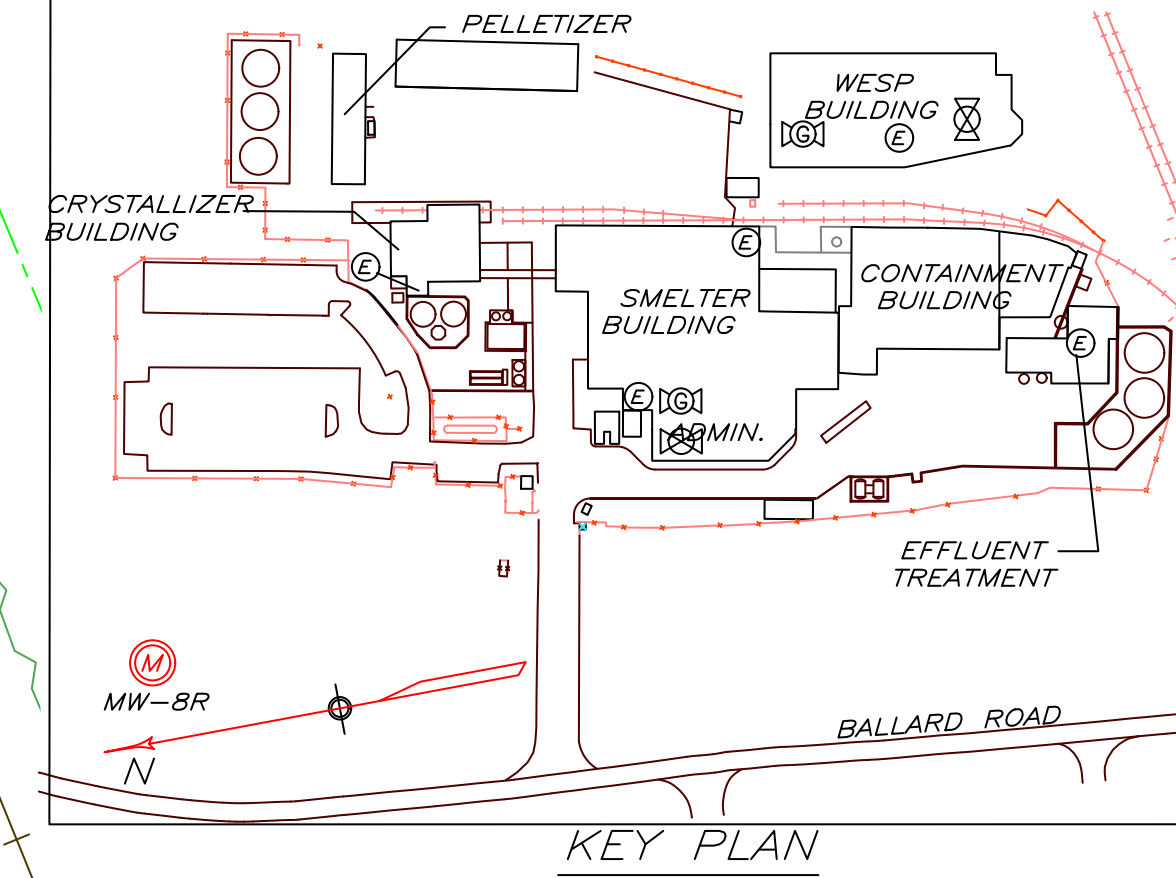 PELLETIZER
WESP
BUILDING
G
E
CRYSTALLIZER
BUILDING
E
E
SMELTER
BUILDING
CONTAINMENT
BUILDING
E
E
G
ADMIN.
EFFLUENT
TREATMENT
M
MW-8R
N
BALLARD ROAD
KEY PLAN